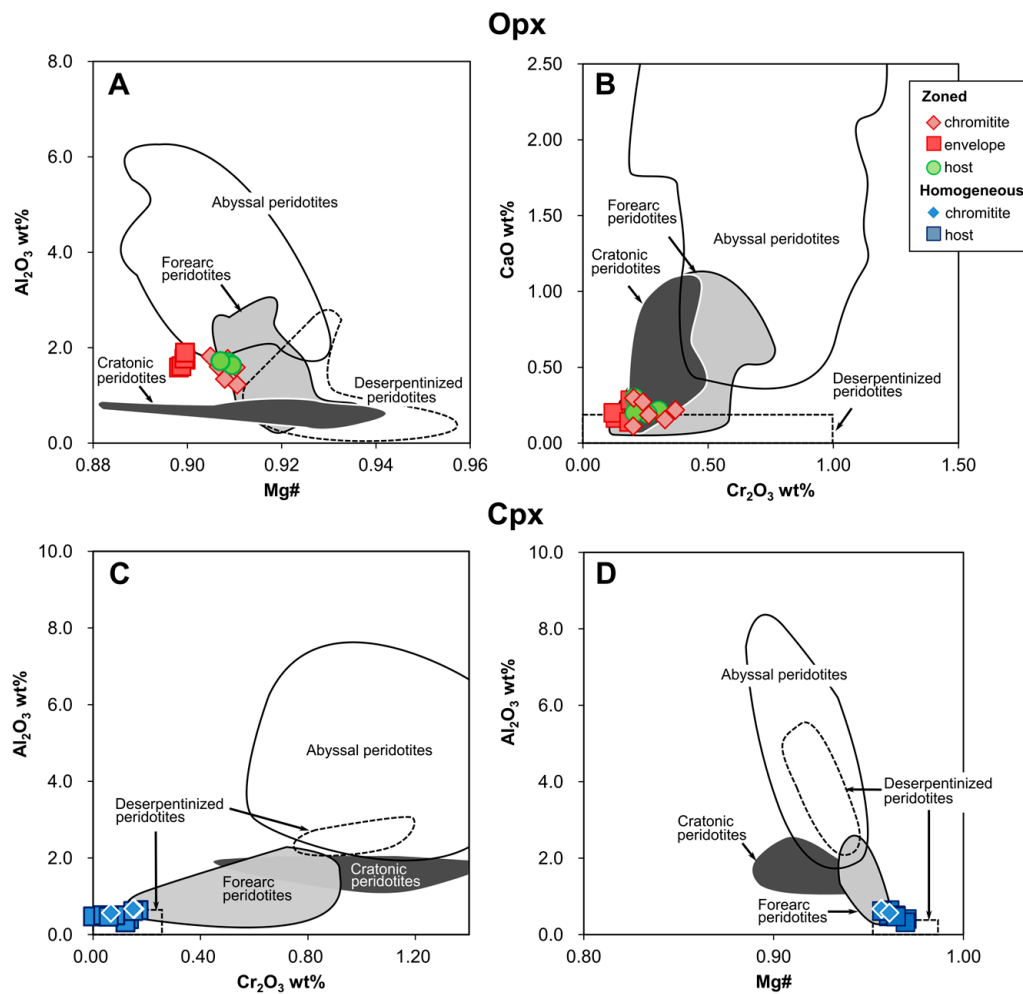 Opx
A
8.0
6.0
4.0
2.0
0.0
Al₂O₃ wt%
Abyssal peridotites
Forearc
peridotites
Cratonic
peridotites
Deserpentinized
peridotites
0.88
0.90
0.92
0.94
0.96
Mg#
B
2.50
2.00
1.50
1.00
0.50
0.00
CaO wt%
Forearc
peridotites
Cratonic
peridotites
Abyssal peridotites
Deserpentinized
peridotites
0.00
0.50
1.00
1.50
Cr₂O₃ wt%
Zoned
chromitite
envelope
host
Homogeneous
chromitite
host
Cpx
C
10.0
8.0
6.0
4.0
2.0
0.0
Al₂O₃ wt%
Abyssal peridotites
Deserpentinized
peridotites
Forearc
peridotites
Cratonic
peridotites
0.00
0.40
0.80
1.20
Cr₂O₃ wt%
D
10.0
8.0
6.0
4.0
2.0
0.0
Al₂O₃ wt%
Abyssal peridotites
Deserpentinized
peridotites
Cratonic
peridotites
Forearc
peridotites
0.80
0.90
1.00
Mg#